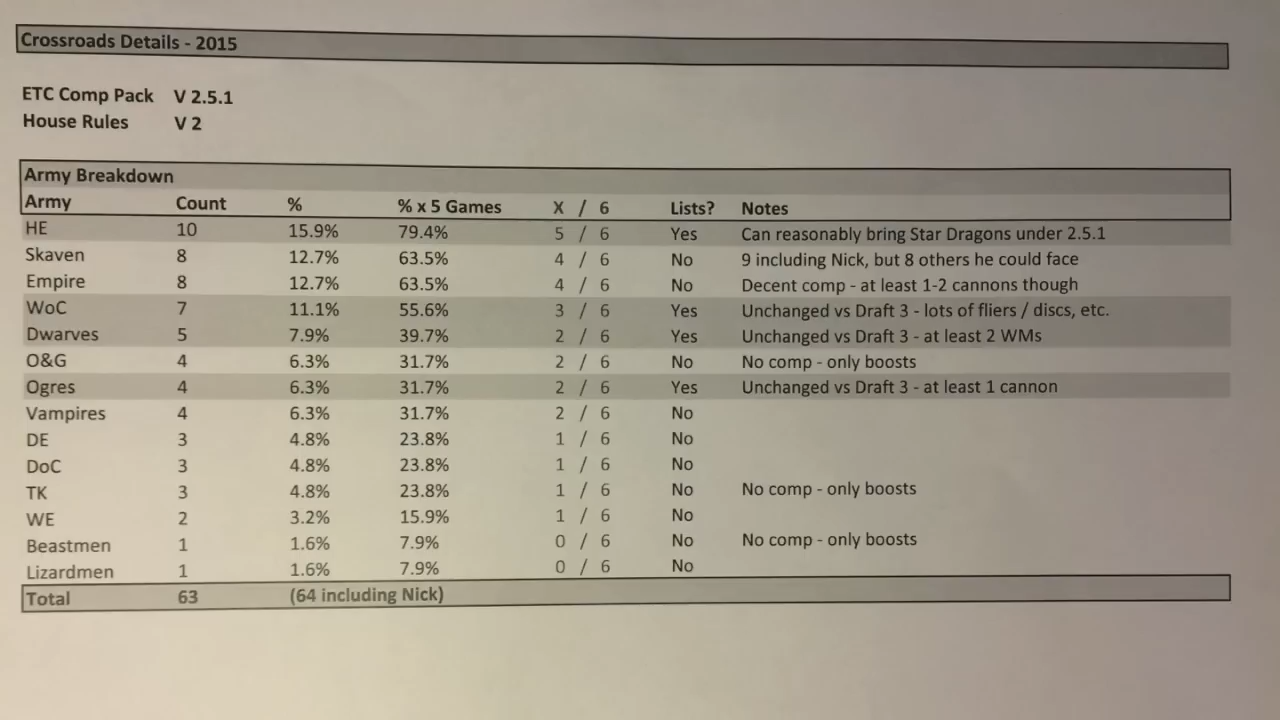 Crossroads Details - 2015
ETC Comp Pack V 2.5.1
House Rules V 2
Army Breakdown
Army Count % % x 5 Games X / 6 Lists? Notes
HE 10 15.9% 79.4% 5 / 6 Yes Can reasonably bring Star Dragons under 2.5.1
Skaven 8 12.7% 63.5% 4 / 6 No 9 including Nick, but 8 others he could face
Empire 8 12.7% 63.5% 4 / 6 No Decent comp - at least 1-2 cannons though
WoC 7 11.1% 55.6% 3 / 6 Yes Unchanged vs Draft 3 - lots of fliers / discs, etc.
Dwarves 5 7.9% 39.7% 2 / 6 Yes Unchanged vs Draft 3 - at least 2 WMs
O&G 4 6.3% 31.7% 2 / 6 No No comp - only boosts
Ogres 4 6.3% 31.7% 2 / 6 Yes Unchanged vs Draft 3 - at least 1 cannon
Vampires 4 6.3% 31.7% 2 / 6 No
DE 3 4.8% 23.8% 1 / 6 No
DoC 3 4.8% 23.8% 1 / 6 No
TK 3 4.8% 23.8% 1 / 6 No No comp - only boosts
WE 2 3.2% 15.9% 1 / 6 No
Beastmen 1 1.6% 7.9% 0 / 6 No No comp - only boosts
Lizardmen 1 1.6% 7.9% 0 / 6 No
Total 63 (64 including Nick)